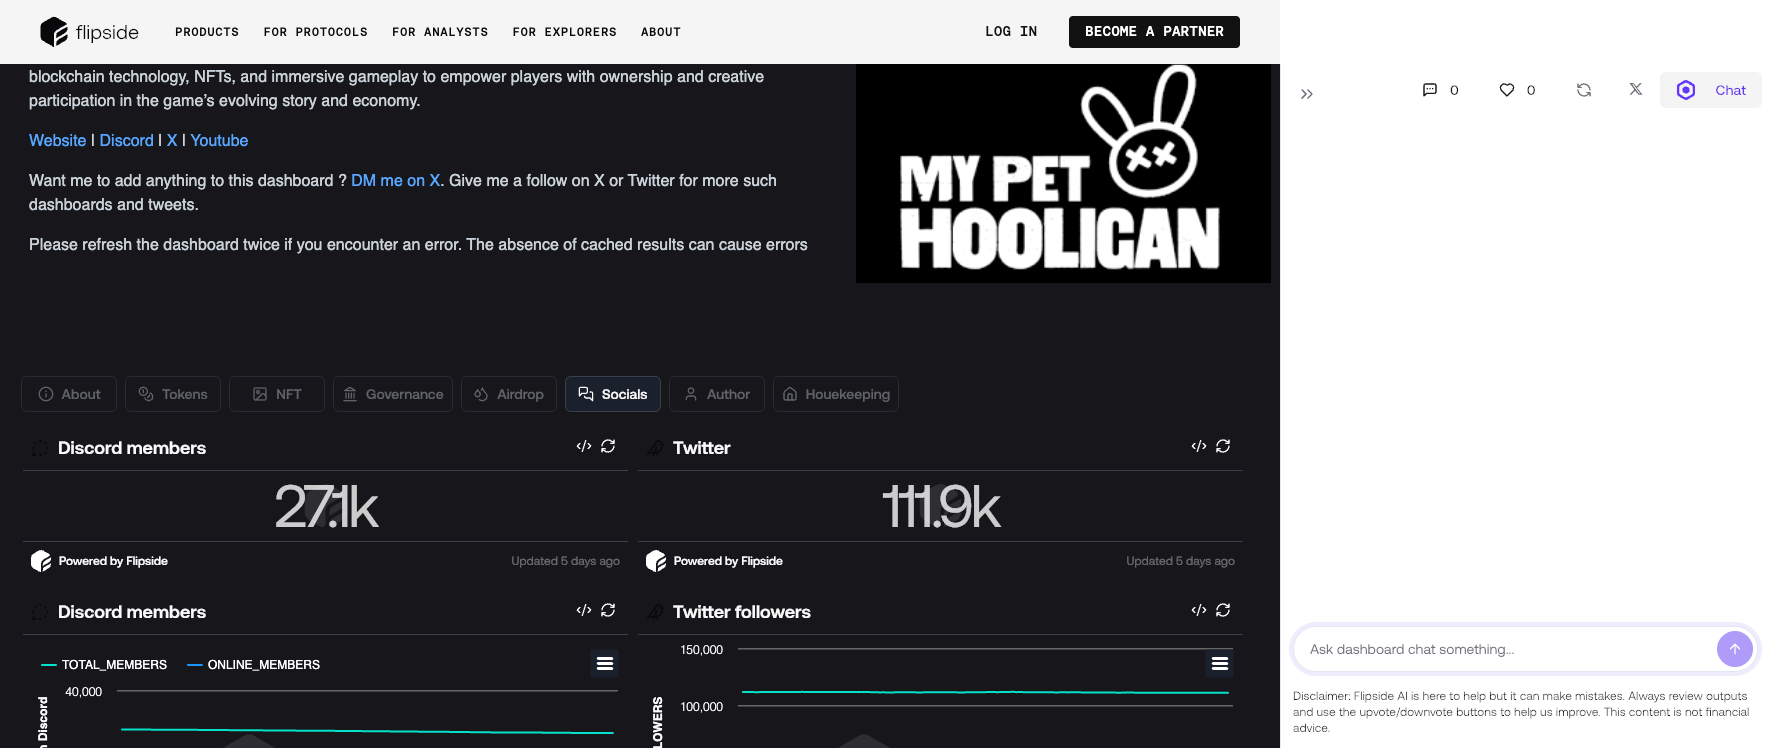 flipside
PRODUCTS FOR PROTOCOLS FOR ANALYSTS FOR EXPLORERS ABOUT
LOG IN BECOME A PARTNER
blockchain technology, NFTs, and immersive gameplay to empower players with ownership and creative
participation in the game's evolving story and economy.
Website | Discord | X | Youtube
Want me to add anything to this dashboard ? DM me on X. Give me a follow on X or Twitter for more such
dashboards and tweets.
Please refresh the dashboard twice if you encounter an error. The absence of cached results can cause errors
MY PET
HOOLIGAN
0 0 Chat
About Tokens NFT Governance Airdrop Socials Author Houekeeping
Discord members
27.1k
Powered by Flipside Updated 5 days ago
Twitter
111.9k
Powered by Flipside Updated 5 days ago
Discord members
TOTAL_MEMBERS ONLINE_MEMBERS
40,000
Discord
Twitter followers
150,000
100,000
Ask dashboard chat something...
Disclaimer: Flipside AI is here to help but it can make mistakes. Always review outputs
and use the upvote/downvote buttons to help us improve. This content is not financial
advice.